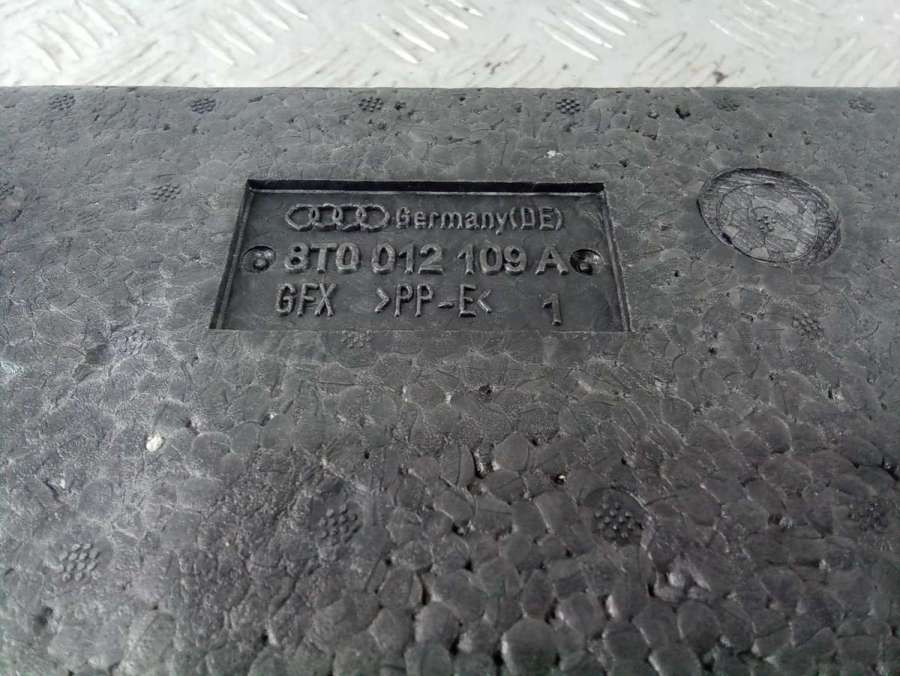 Germany(DE)
8T0 012 109 A
GFX >PP-E< 1